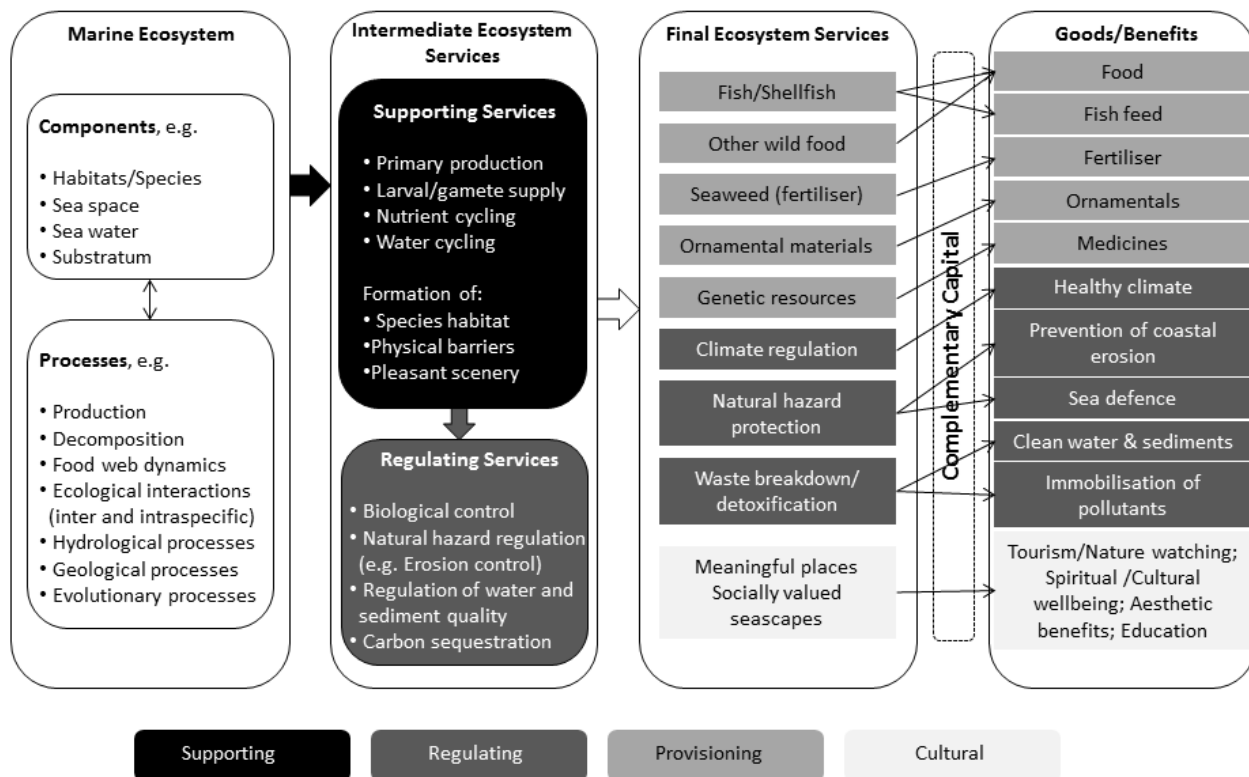 Marine Ecosystem
Components, e.g.
• Habitats/Species
• Sea space
• Sea water
• Substratum
Processes, e.g.
• Production
• Decomposition
• Food web dynamics
• Ecological interactions
(inter and intraspecific)
• Hydrological processes
• Geological processes
• Evolutionary processes
Intermediate Ecosystem
Services
Supporting Services
• Primary production
• Larval/gamete supply
• Nutrient cycling
• Water cycling
Formation of:
• Species habitat
•Physical barriers
•Pleasant scenery
Regulating Services
• Biological control
• Natural hazard regulation
(e.g. Erosion control)
• Regulation of water and
sediment quality
• Carbon sequestration
Final Ecosystem Services
Fish/Shellfish
Other wild food
Seaweed (fertiliser)
Ornamental materials
Genetic resources
Climate regulation
Natural hazard
protection
Waste breakdown/
detoxification
Meaningful places
Socially valued
seascapes
Complementary Capital
Goods/Benefits
Food
Fish feed
Fertiliser
Ornamentals
Medicines
Healthy climate
Prevention of coastal
erosion
Sea defence
Clean water & sediments
Immobilisation of
pollutants
Tourism/Nature watching;
Spiritual /Cultural
wellbeing; Aesthetic
benefits; Education
Supporting
Regulating
Provisioning
Cultural